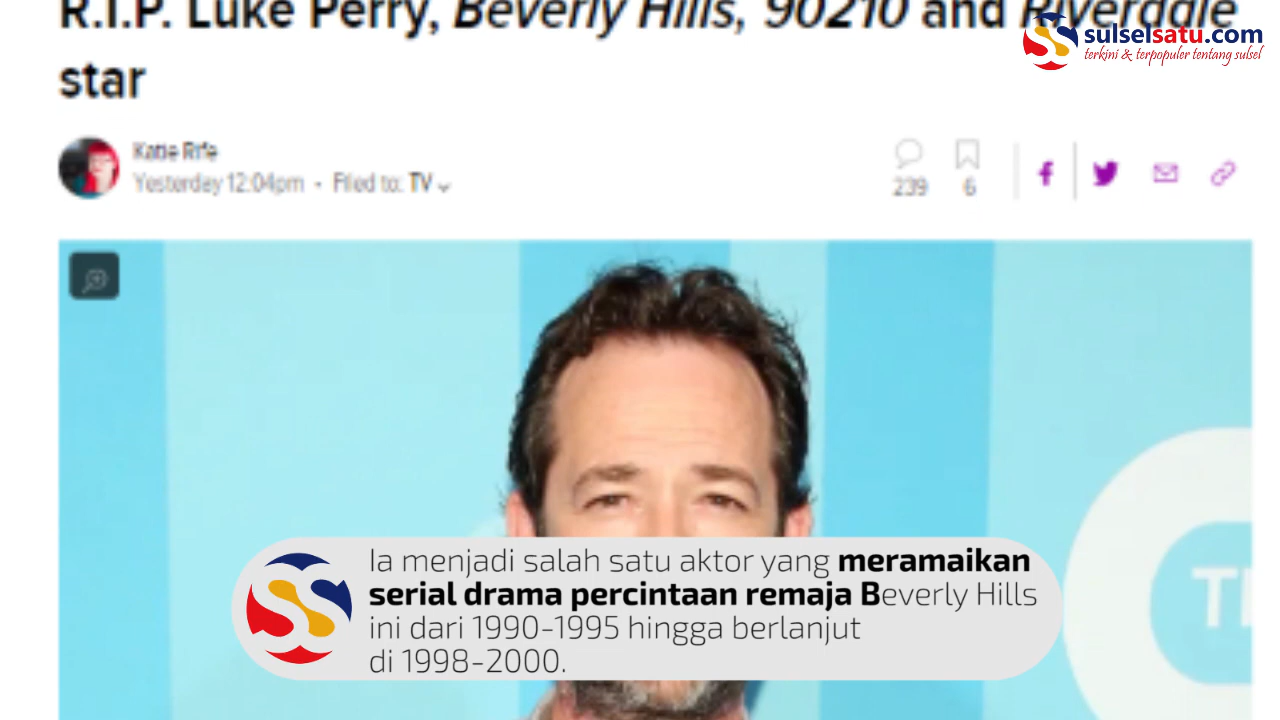 R.I.P. Luke Perry, Beverly Hills, 90210 and Riverdale
star
sulselsatu.com
terkini & terpopuler tentang sulsel
Katie Rife
Yesterday 12:04pm • Filed to: TV
239
6
Ia menjadi salah satu aktor yang meramaikan
serial drama percintaan remaja Beverly Hills
ini dari 1990-1995 hingga berlanjut
di 1998-2000.